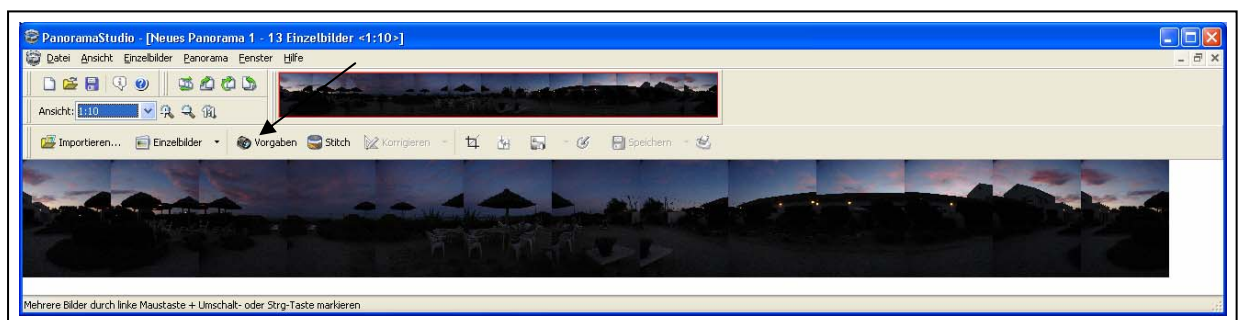 PanoramaStudio - [Neues Panorama 1 - 13 Einzelbilder <1:10>]
Datei Ansicht Einzelbilder Panorama Fenster Hilfe
Ansicht: 1:10
Importieren... Einzelbilder Vorgaben Stitch Korrigieren Speichern
Mehrere Bilder durch linke Maustaste + Umschalt- oder Strg-Taste markieren